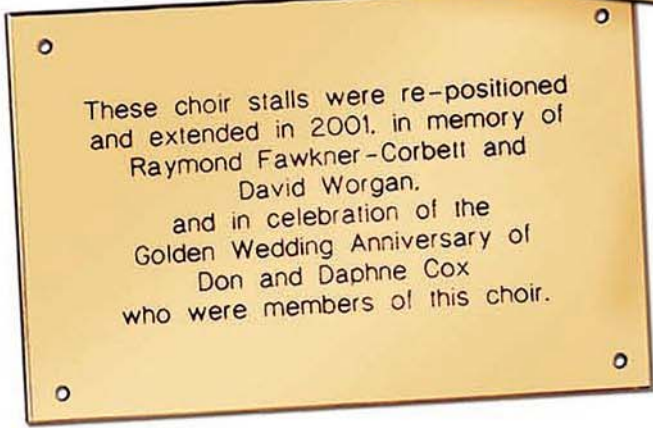 These choir stalls were re-positioned
and extended in 2001, in memory of
Raymond Fawkner-Corbett and
David Worgan,
and in celebration of the
Golden Wedding Anniversary of
Don and Daphne Cox
who were members of this choir.